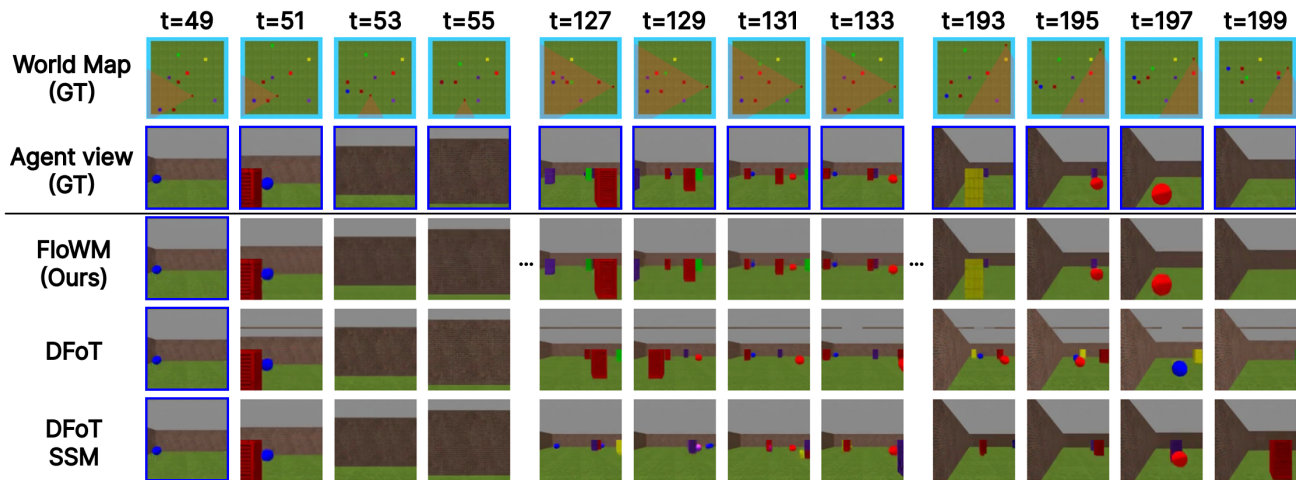 t=49 t=51 t=53 t=55 t=127 t=129 t=131 t=133 t=193 t=195 t=197 t=199
World Map
(GT)
Agent view
(GT)
FloWM
(Ours)
... ...
DFoT
DFoT
SSM